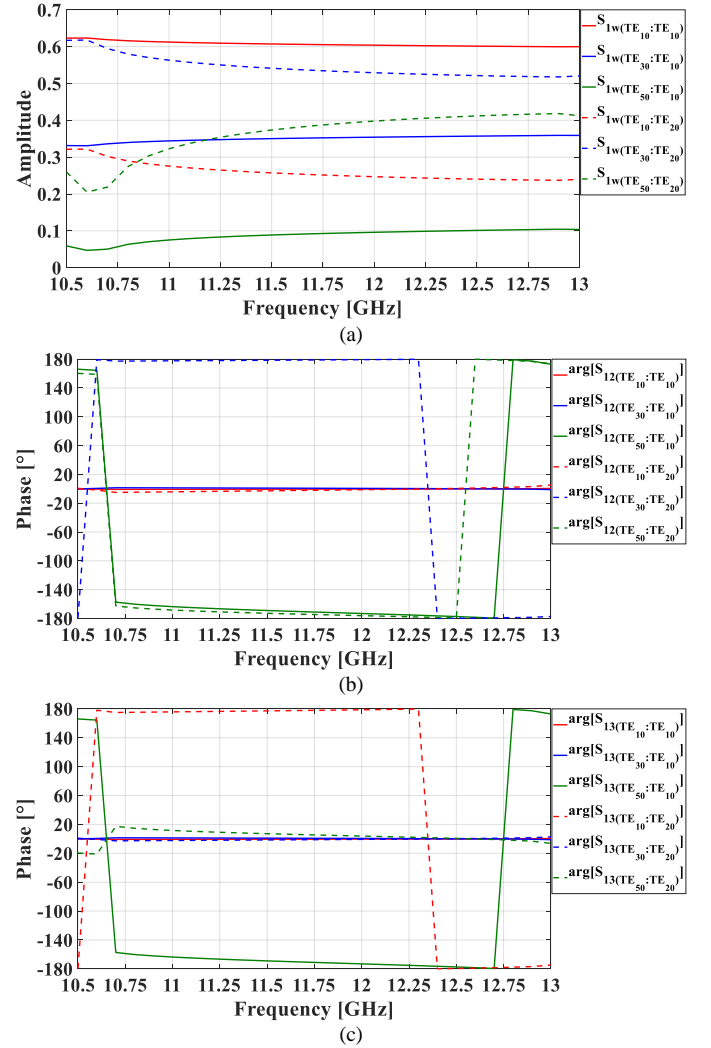 0.7
0.6
0.5
0.4
0.3
0.2
0.1
0
Amplitude
10.5 10.75 11 11.25 11.5 11.75 12 12.25 12.5 12.75 13
Frequency [GHz]
S1w(TE10:TE10)
S1w(TE30:TE10)
S1w(TE50:TE10)
S1w(TE10:TE20)
S1w(TE30:TE20)
S1w(TE50:TE20)
(a)
180
140
100
60
20
-20
-60
-100
-140
-180
Phase [°]
10.5 10.75 11 11.25 11.5 11.75 12 12.25 12.5 12.75 13
Frequency [GHz]
arg[S12(TE10:TE10)]
arg[S12(TE30:TE10)]
arg[S12(TE50:TE10)]
arg[S12(TE10:TE20)]
arg[S12(TE30:TE20)]
arg[S12(TE50:TE20)]
(b)
180
140
100
60
20
-20
-60
-100
-140
-180
Phase [°]
10.5 10.75 11 11.25 11.5 11.75 12 12.25 12.5 12.75 13
Frequency [GHz]
arg[S13(TE10:TE10)]
arg[S13(TE30:TE10)]
arg[S13(TE50:TE10)]
arg[S13(TE10:TE20)]
arg[S13(TE30:TE20)]
arg[S13(TE50:TE20)]
(c)